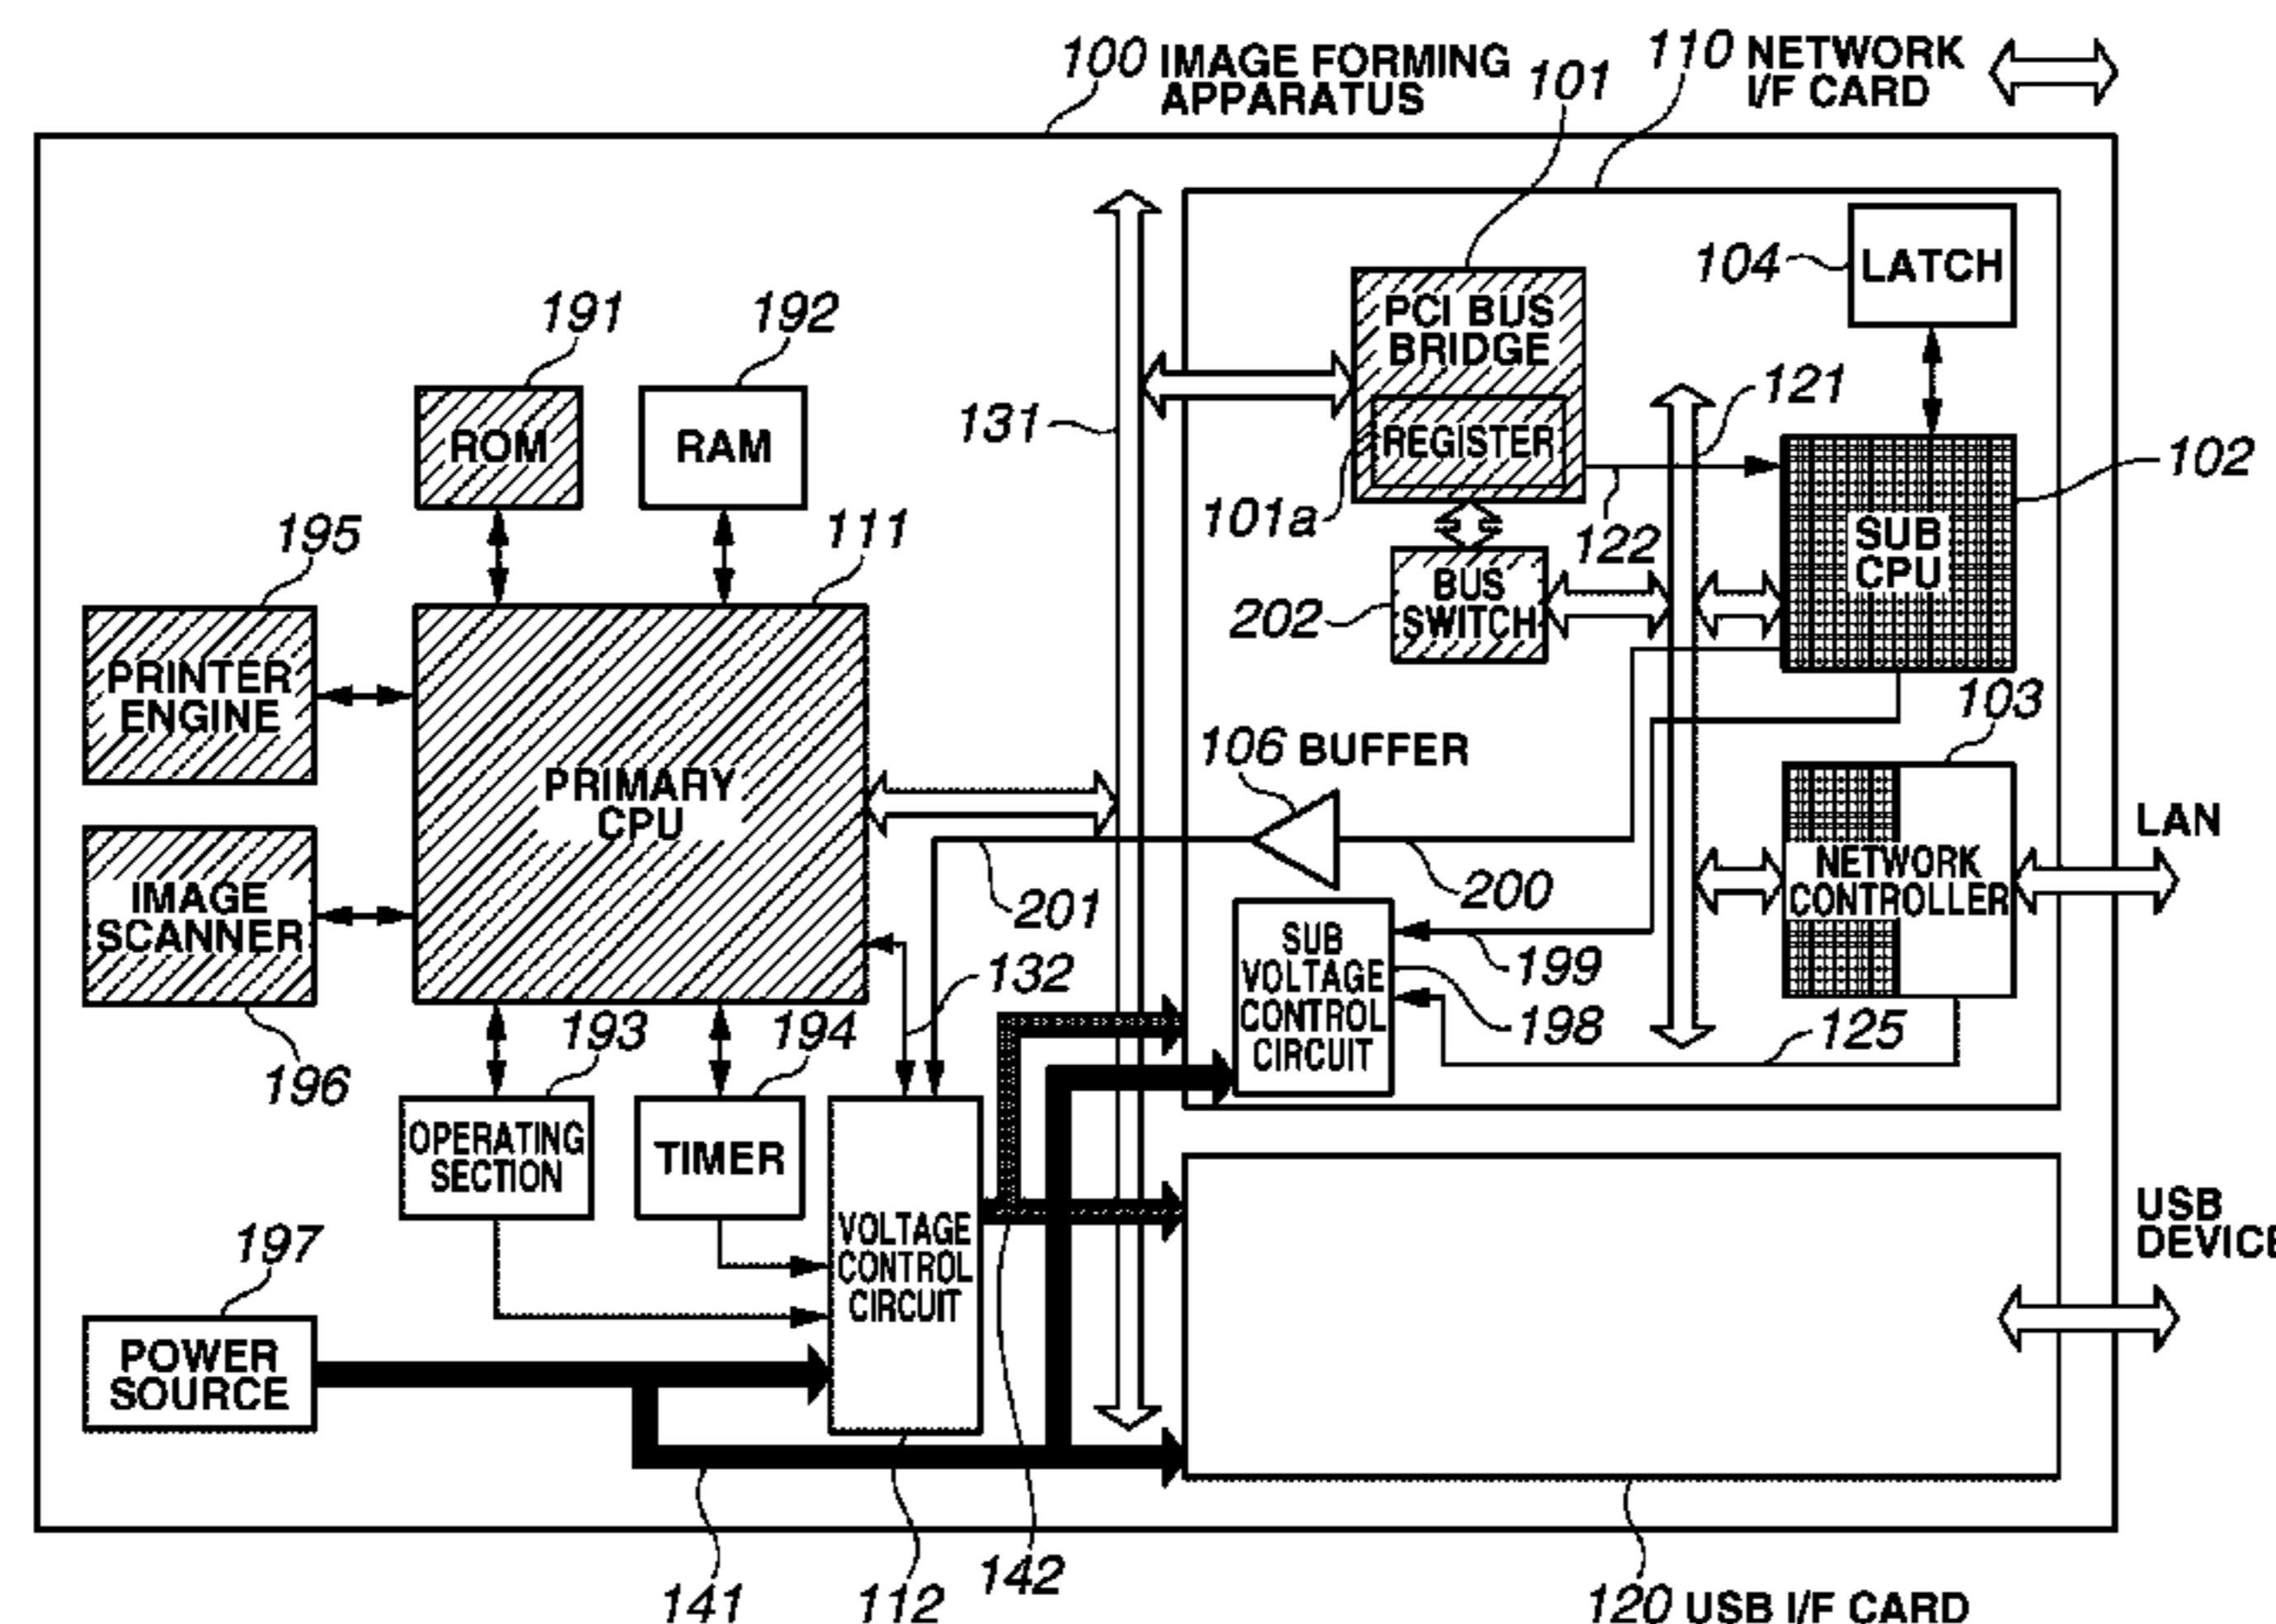 100 IMAGE FORMING
APPARATUS
101
110 NETWORK
I/F CARD
104
LATCH
PCI BUS
BRIDGE
REGISTER
101a
191
192
ROM
RAM
131
121
122
102
SUB
CPU
195
111
202
BUS
SWITCH
PRINTER
ENGINE
PRIMARY
CPU
106 BUFFER
103
NETWORK
CONTROLLER
LAN
IMAGE
SCANNER
196
201
200
132
SUB
VOLTAGE
CONTROL
CIRCUIT
199
198
125
193
194
OPERATING
SECTION
TIMER
VOLTAGE
CONTROL
CIRCUIT
197
POWER
SOURCE
USB
DEVICE
141
112
142
120 USB I/F CARD